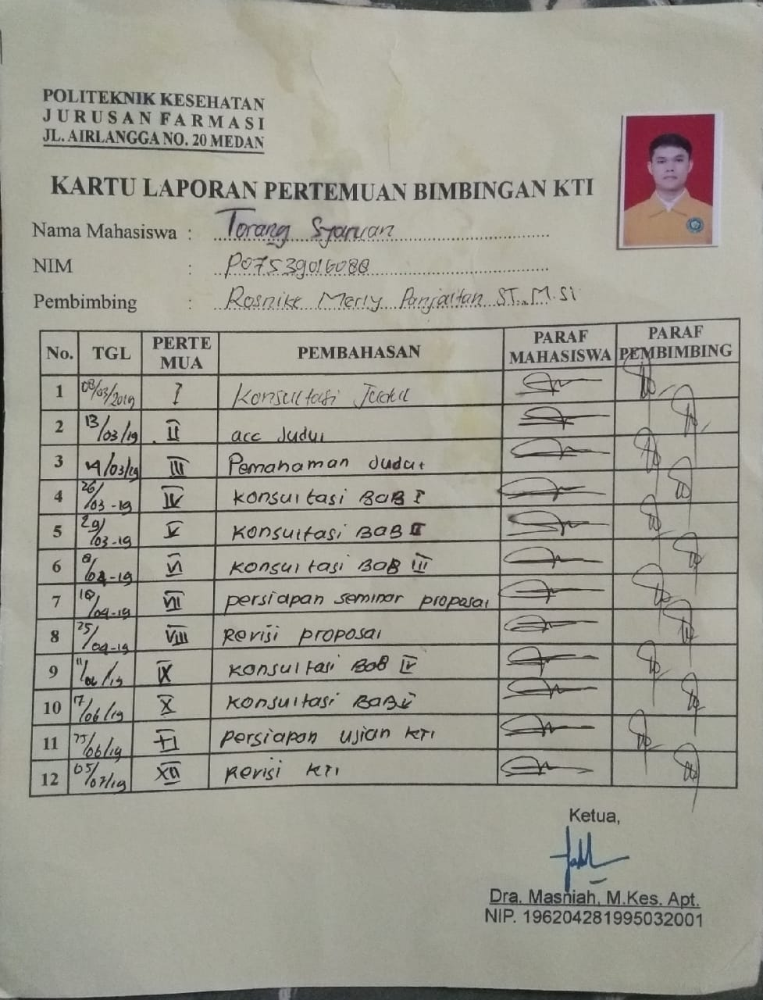 POLITEKNIK KESEHATAN
JURUSAN FARMASI
JL. AIRLANGGA NO. 20 MEDAN
KARTU LAPORAN PERTEMUAN BIMBINGAN KTI
Nama Mahasiswa : Torang Syaruan
NIM : P07539016088
Pembimbing : Rosnike Merly Panjaitan ST. M.Si
No. TGL PERTE MUA PEMBAHASAN PARAF MAHASISWA PARAF PEMBIMBING
1 08/03/2019 I Konsultasi Judul
2 13/03/19 II acc Judul
3 /03/19 III Pemahaman Judul
4 26/03-19 IV konsultasi BAB I
5 29/03-19 V konsultasi BAB II
6 8/04-19 VI konsultasi BAB III
7 /04-19 VII persiapan seminar proposal
8 25/04-19 VIII Revisi proposal
9 11/06/19 IX konsultasi BAB IV
10 17/06/19 X konsultasi BAB V
11 /06/19 XI persiapan ujian KTI
12 05/07/19 XII Revisi KTI
Ketua,
Dra. Masniah, M.Kes. Apt.
NIP. 196204281995032001